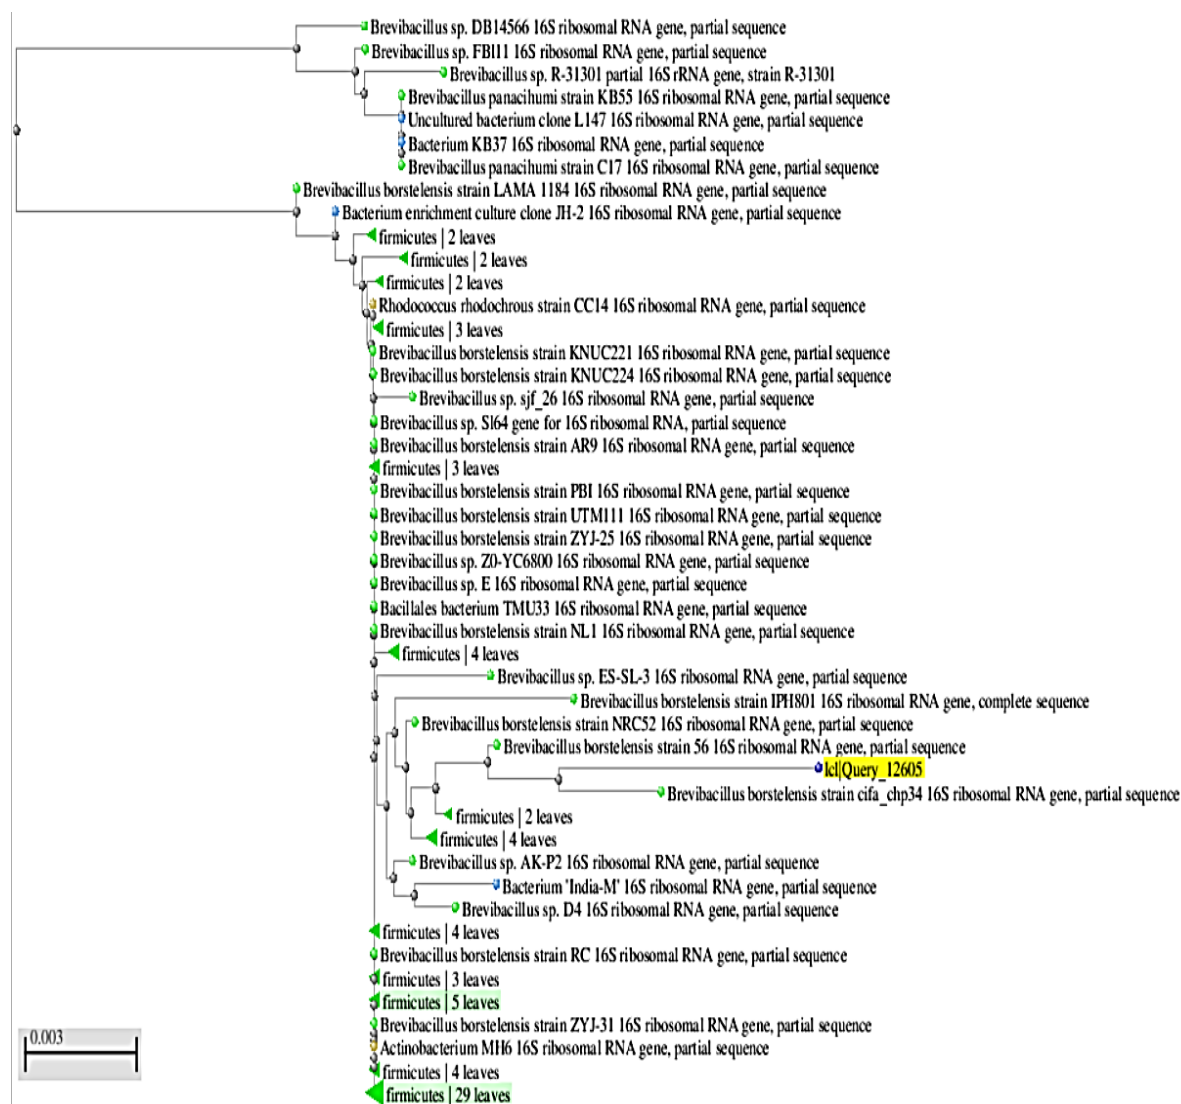 Brevibacillus sp. DB14566 16S ribosomal RNA gene, partial sequence
Brevibacillus sp. FBI11 16S ribosomal RNA gene, partial sequence
Brevibacillus sp. R-31301 partial 16S rRNA gene, strain R-31301
Brevibacillus panacihumi strain KB55 16S ribosomal RNA gene, partial sequence
Uncultured bacterium clone L147 16S ribosomal RNA gene, partial sequence
Bacterium KB37 16S ribosomal RNA gene, partial sequence
Brevibacillus panacihumi strain C17 16S ribosomal RNA gene, partial sequence
Brevibacillus borstelensis strain LAMA 1184 16S ribosomal RNA gene, partial sequence
Bacterium enrichment culture clone JH-2 16S ribosomal RNA gene, partial sequence
firmicutes | 2 leaves
firmicutes | 2 leaves
firmicutes | 2 leaves
Rhodococcus rhodochrous strain CC14 16S ribosomal RNA gene, partial sequence
firmicutes | 3 leaves
Brevibacillus borstelensis strain KNUC221 16S ribosomal RNA gene, partial sequence
Brevibacillus borstelensis strain KNUC224 16S ribosomal RNA gene, partial sequence
Brevibacillus sp. sjf_26 16S ribosomal RNA gene, partial sequence
Brevibacillus sp. SI64 gene for 16S ribosomal RNA, partial sequence
Brevibacillus borstelensis strain AR9 16S ribosomal RNA gene, partial sequence
firmicutes | 3 leaves
Brevibacillus borstelensis strain PBI 16S ribosomal RNA gene, partial sequence
Brevibacillus borstelensis strain UTM111 16S ribosomal RNA gene, partial sequence
Brevibacillus borstelensis strain ZYJ-25 16S ribosomal RNA gene, partial sequence
Brevibacillus sp. Z0-YC6800 16S ribosomal RNA gene, partial sequence
Brevibacillus sp. E 16S ribosomal RNA gene, partial sequence
Bacillales bacterium TMU33 16S ribosomal RNA gene, partial sequence
Brevibacillus borstelensis strain NL1 16S ribosomal RNA gene, partial sequence
firmicutes | 4 leaves
Brevibacillus sp. ES-SL-3 16S ribosomal RNA gene, partial sequence
Brevibacillus borstelensis strain IPH801 16S ribosomal RNA gene, complete sequence
Brevibacillus borstelensis strain NRC52 16S ribosomal RNA gene, partial sequence
Brevibacillus borstelensis strain 56 16S ribosomal RNA gene, partial sequence
lcl|Query_12605
Brevibacillus borstelensis strain cifa_chp34 16S ribosomal RNA gene, partial sequence
firmicutes | 2 leaves
firmicutes | 4 leaves
Brevibacillus sp. AK-P2 16S ribosomal RNA gene, partial sequence
Bacterium 'India-M' 16S ribosomal RNA gene, partial sequence
Brevibacillus sp. D4 16S ribosomal RNA gene, partial sequence
firmicutes | 4 leaves
Brevibacillus borstelensis strain RC 16S ribosomal RNA gene, partial sequence
firmicutes | 3 leaves
firmicutes | 5 leaves
Brevibacillus borstelensis strain ZYJ-31 16S ribosomal RNA gene, partial sequence
Actinobacterium MH6 16S ribosomal RNA gene, partial sequence
firmicutes | 4 leaves
firmicutes | 29 leaves
0.003